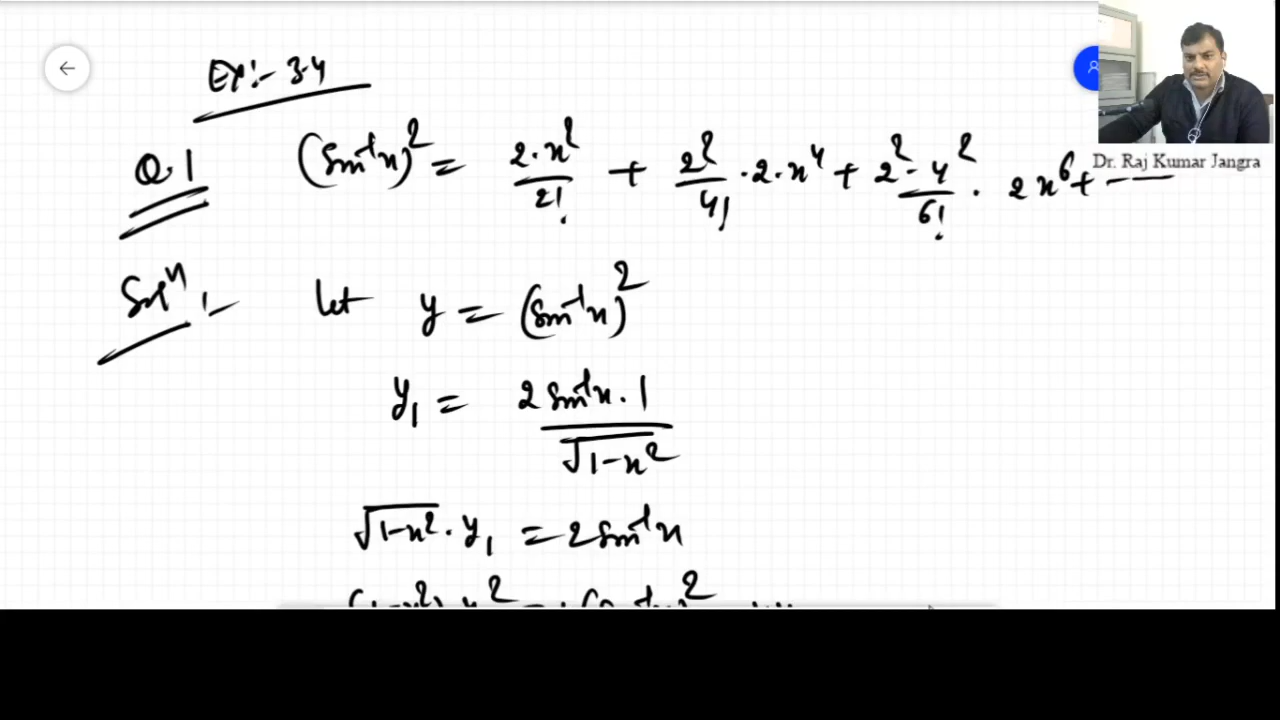 Ex:- 3.4
Q.1 (Sin⁻¹x)² = 2·x²/2! + 2²/4! ·2·x⁴ + 2²·4²/6! · 2x⁶ + ---
Dr. Raj Kumar Jangra
Solⁿ :- let y = (Sin⁻¹x)²
y₁ = 2 Sin⁻¹x · 1 / √(1-x²)
√(1-x²) · y₁ = 2 Sin⁻¹x